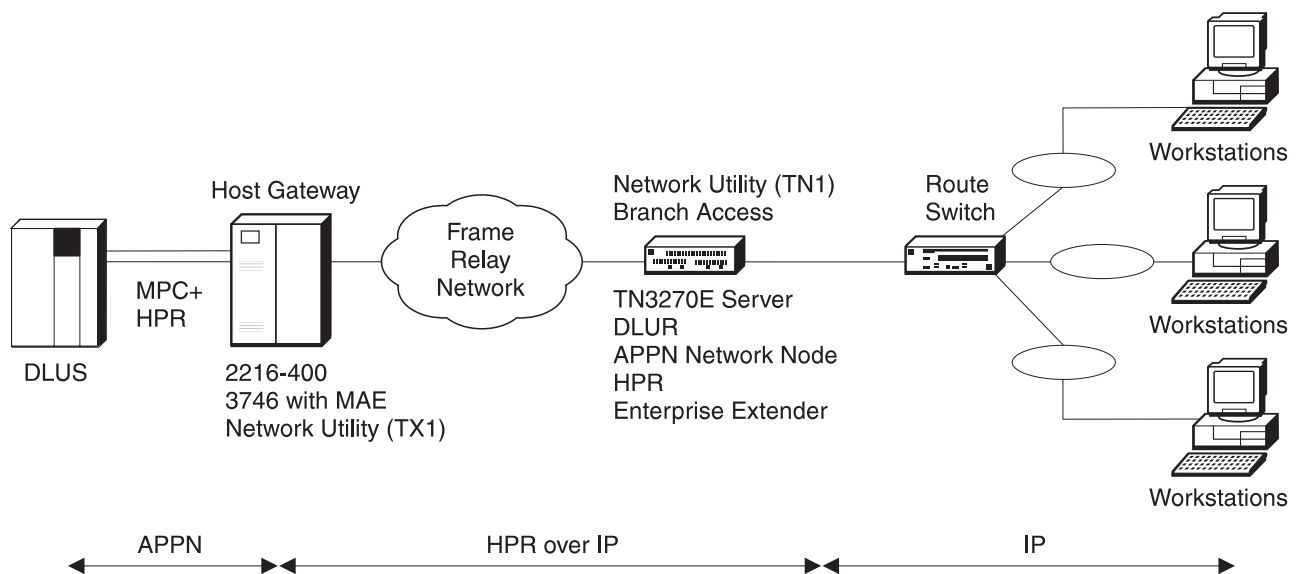 Workstations
Host Gateway
Network Utility (TN1)
Branch Access
Route
Switch
Frame
Relay
Network
MPC+
HPR
DLUS
2216-400
3746 with MAE
Network Utility (TX1)
TN3270E Server
DLUR
APPN Network Node
HPR
Enterprise Extender
Workstations
Workstations
APPN
HPR over IP
IP